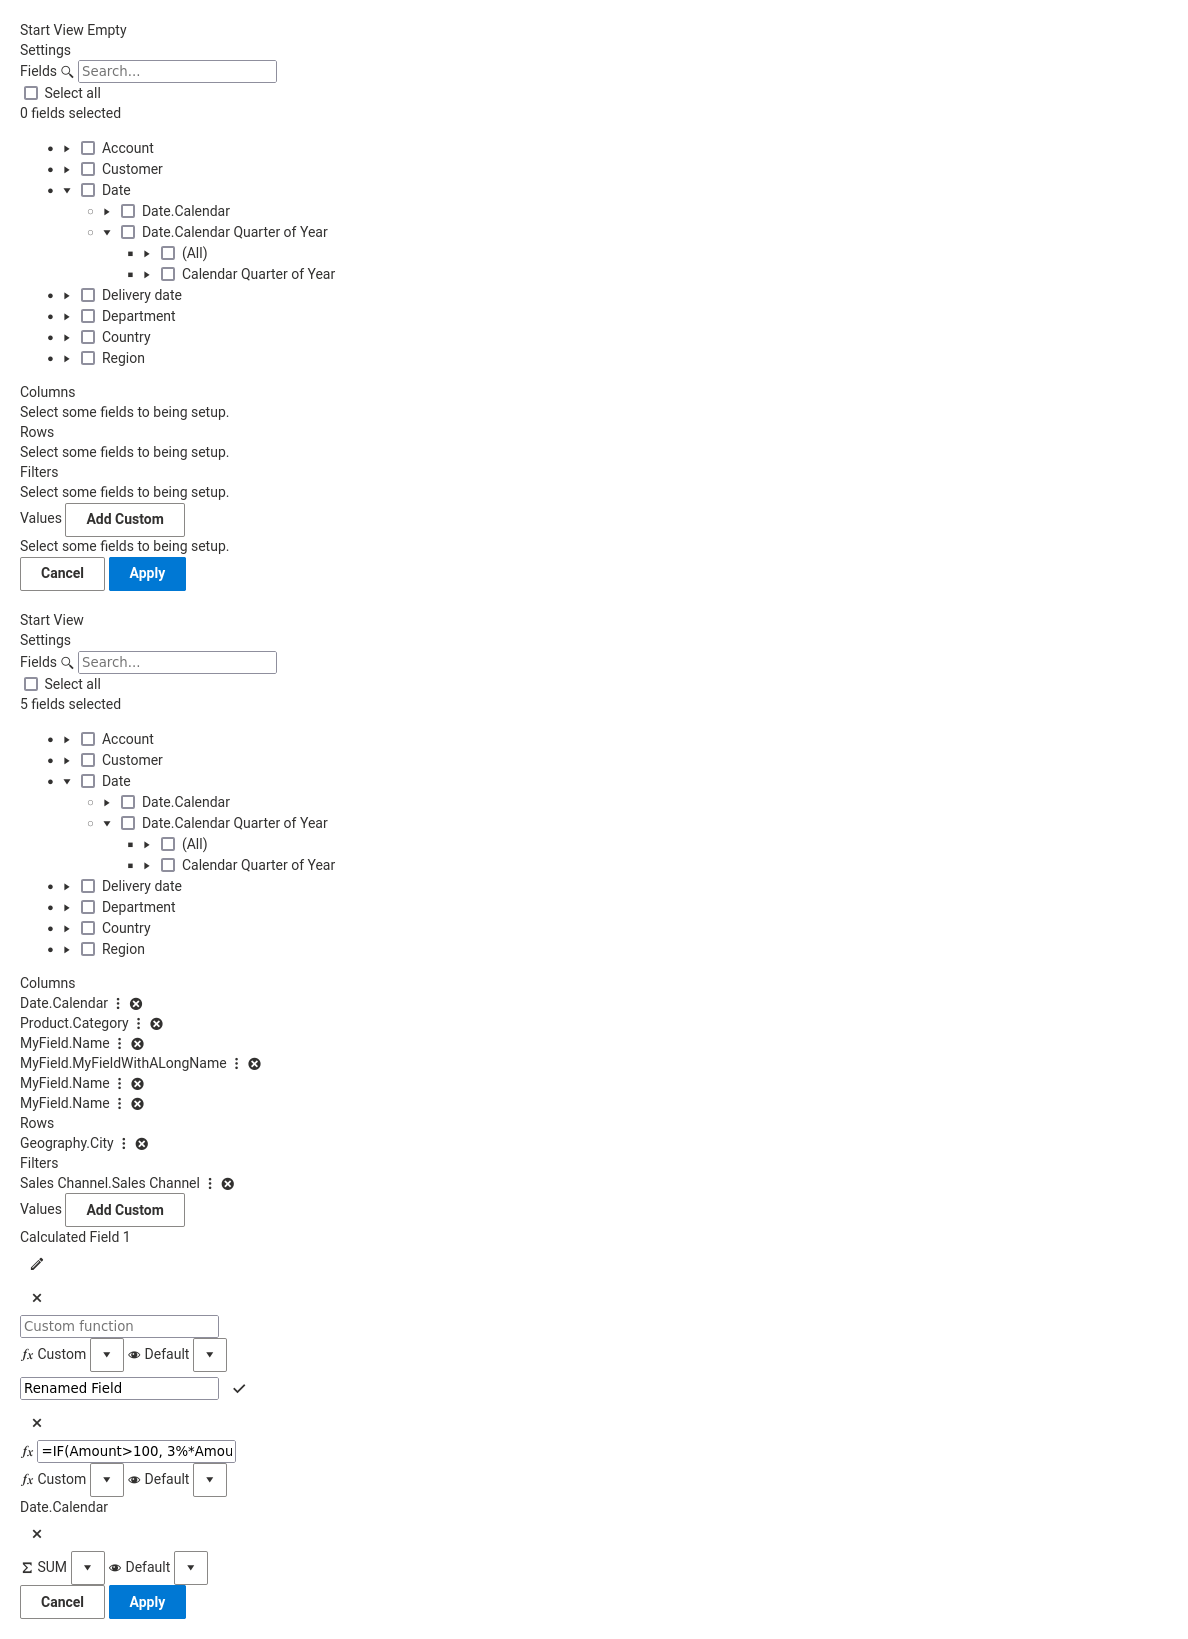 Start View Empty
Settings
Fields Search...
Select all
0 fields selected
Account
Customer
Date
Date.Calendar
Date.Calendar Quarter of Year
(All)
Calendar Quarter of Year
Delivery date
Department
Country
Region
Columns
Select some fields to being setup.
Rows
Select some fields to being setup.
Filters
Select some fields to being setup.
Values Add Custom
Select some fields to being setup.
Cancel Apply
Start View
Settings
Fields Search...
Select all
5 fields selected
Account
Customer
Date
Date.Calendar
Date.Calendar Quarter of Year
(All)
Calendar Quarter of Year
Delivery date
Department
Country
Region
Columns
Date.Calendar
Product.Category
MyField.Name
MyField.MyFieldWithALongName
MyField.Name
MyField.Name
Rows
Geography.City
Filters
Sales Channel.Sales Channel
Values Add Custom
Calculated Field 1
Custom function
fx Custom Default
Renamed Field
fx =IF(Amount>100, 3%*Amou
fx Custom Default
Date.Calendar
Σ SUM Default
Cancel Apply